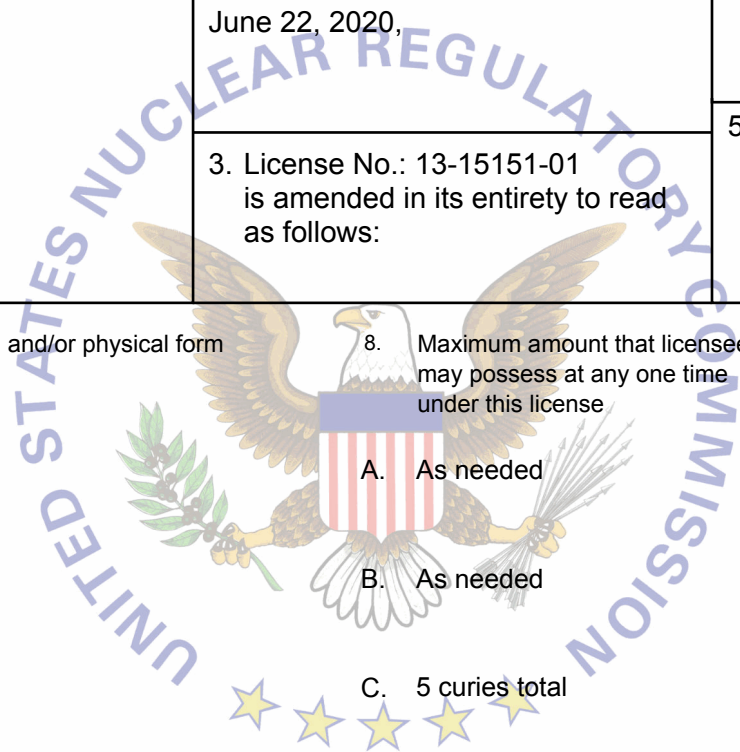 June 22, 2020,
5
3. License No.: 13-15151-01
is amended in its entirety to read
as follows:
and/or physical form
8. Maximum amount that licensee
may possess at any one time
under this license
A. As needed
B. As needed
C. 5 curies total
UNITED STATES NUCLEAR REGULATORY COMMISSION